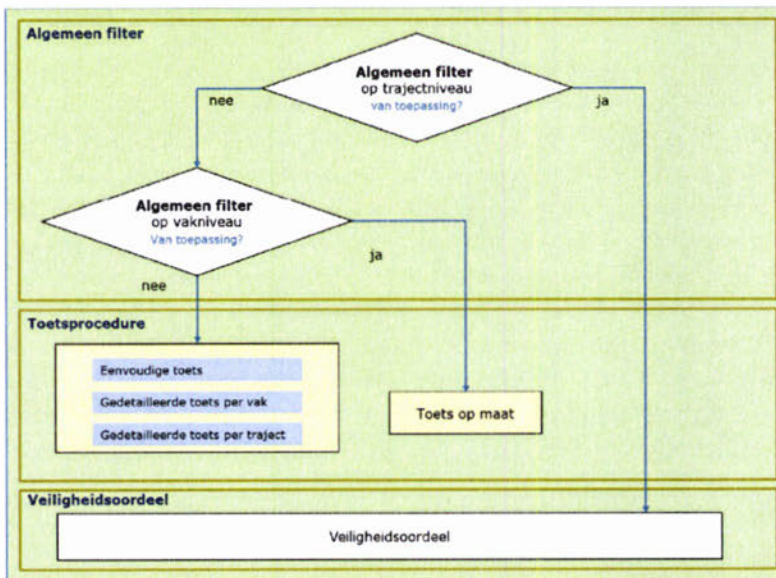 Algemeen filter
Algemeen filter
op trajectniveau
van toepassing?
nee
ja
Algemeen filter
op vakniveau
Van toepassing?
ja
nee
Toetsprocedure
Eenvoudige toets
Gedetailleerde toets per vak
Gedetailleerde toets per traject
Toets op maat
Veiligheidsoordeel
Veiligheidsoordeel